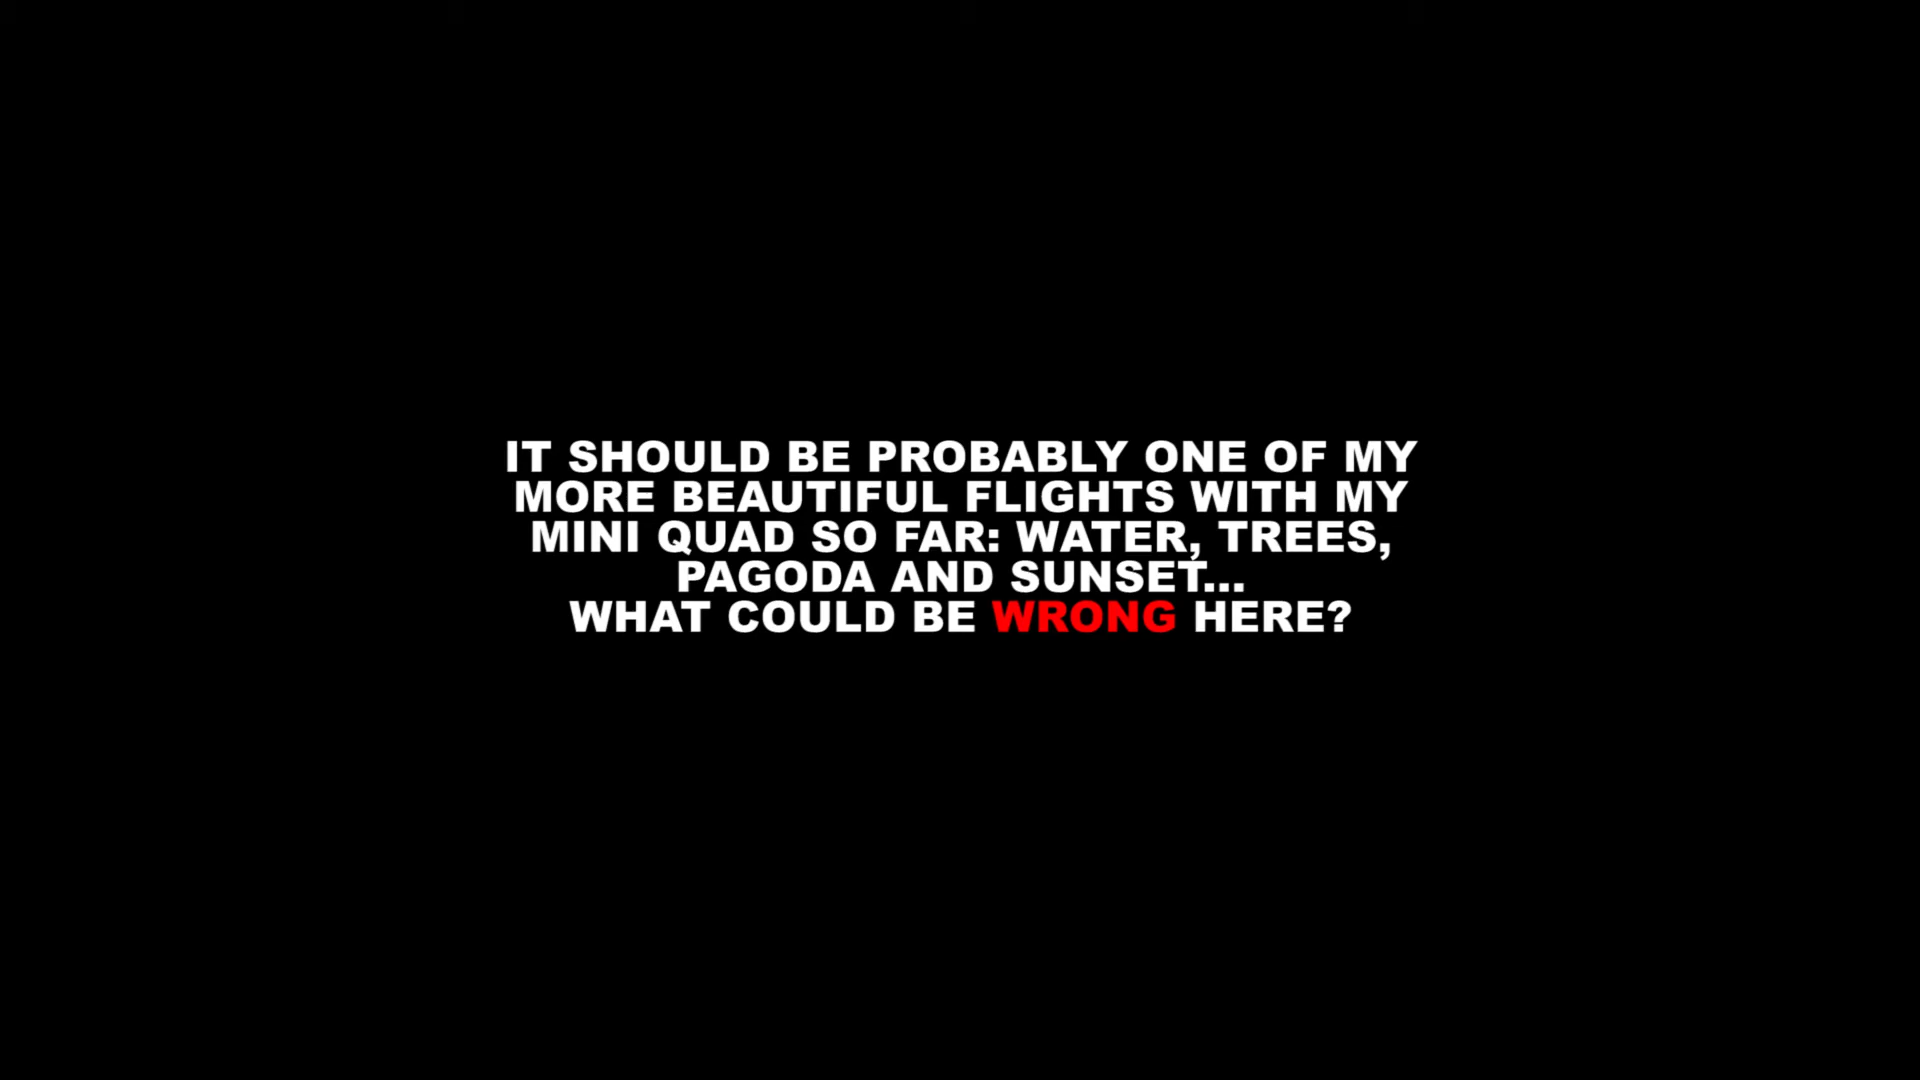 IT SHOULD BE PROBABLY ONE OF MY
MORE BEAUTIFUL FLIGHTS WITH MY
MINI QUAD SO FAR: WATER, TREES,
PAGODA AND SUNSET...
WHAT COULD BE WRONG HERE?